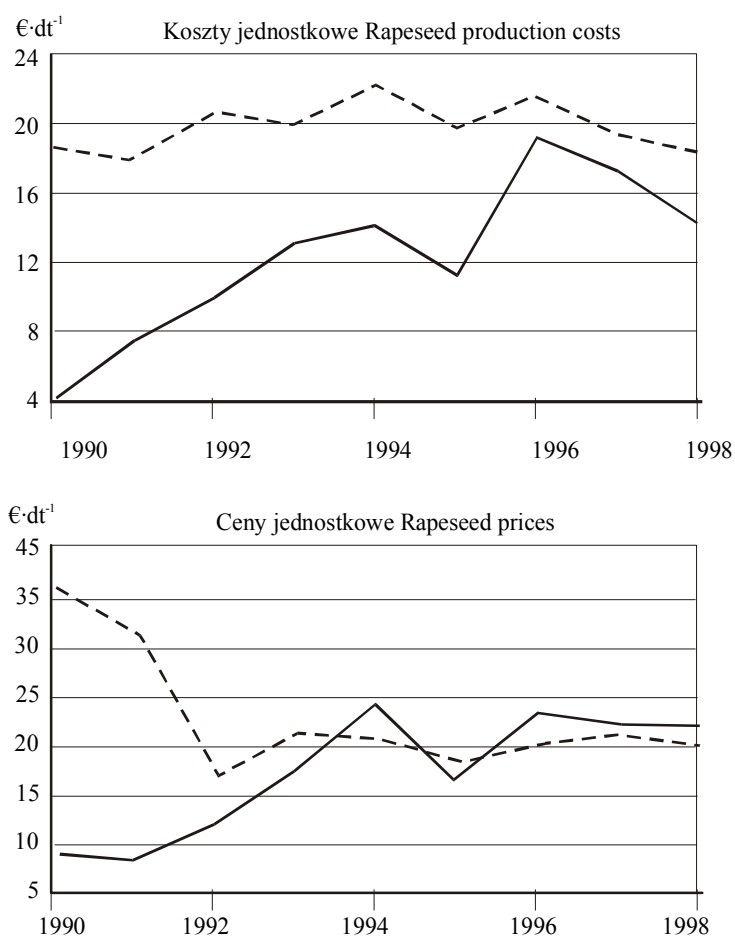 €·dt⁻¹
Koszty jednostkowe Rapeseed production costs
24
20
16
12
8
4
1990 1992 1994 1996 1998
€·dt⁻¹
Ceny jednostkowe Rapeseed prices
45
35
30
25
20
15
10
5
1990 1992 1994 1996 1998